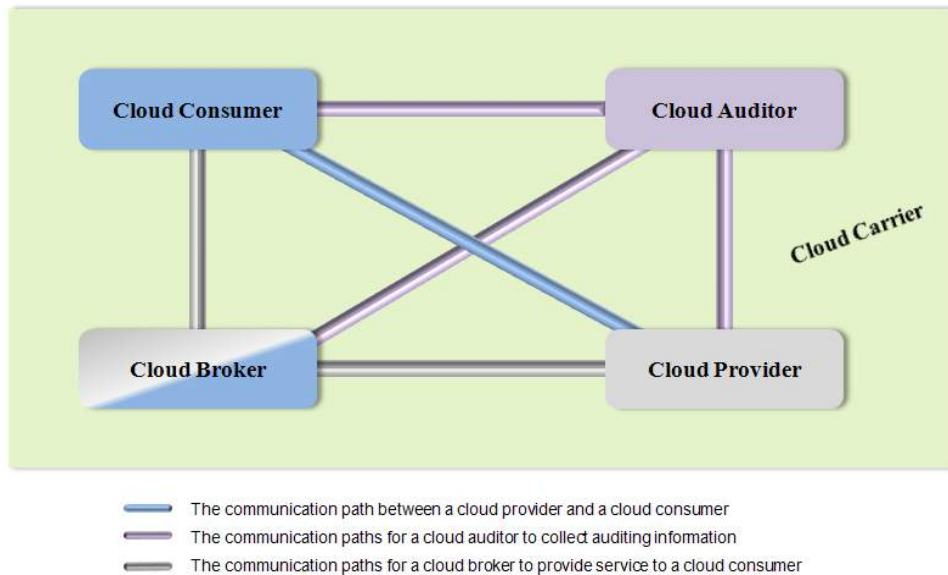 Cloud Consumer
Cloud Auditor
Cloud Carrier
Cloud Broker
Cloud Provider
The communication path between a cloud provider and a cloud consumer
The communication paths for a cloud auditor to collect auditing information
The communication paths for a cloud broker to provide service to a cloud consumer